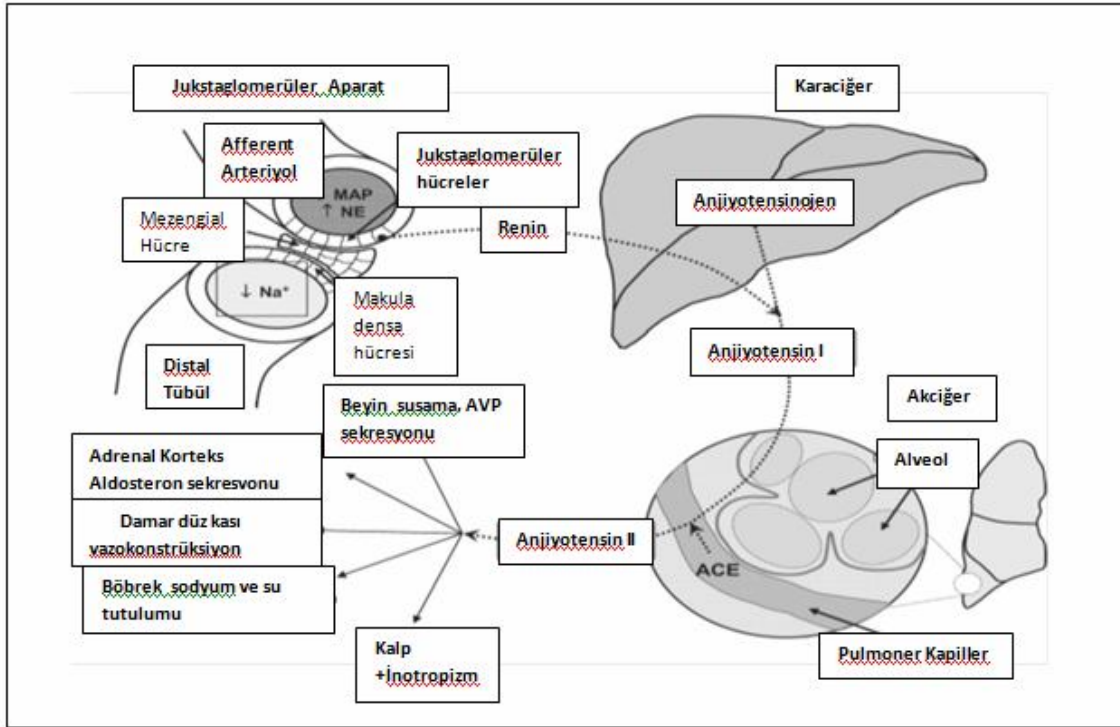 Jukstaglomerüler Aparat
Karaciğer
Afferent
Arteriyol
Jukstaglomerüler
hücreler
MAP
↑ NE
Anjiyotensinojen
Mezengial
Hücre
Renin
↓ Na⁺
Makula
densa
hücresi
Anjiyotensin I
Distal
Tübül
Akciğer
Beyin susama, AVP
sekresyonu
Alveol
Adrenal Korteks
Aldosteron sekresvonu
Damar düz kası
vazokonstrüksiyon
Anjiyotensin II
ACE
Böbrek sodyum ve su
tutulumu
Kalp
+İnotropizm
Pulmoner Kapiller